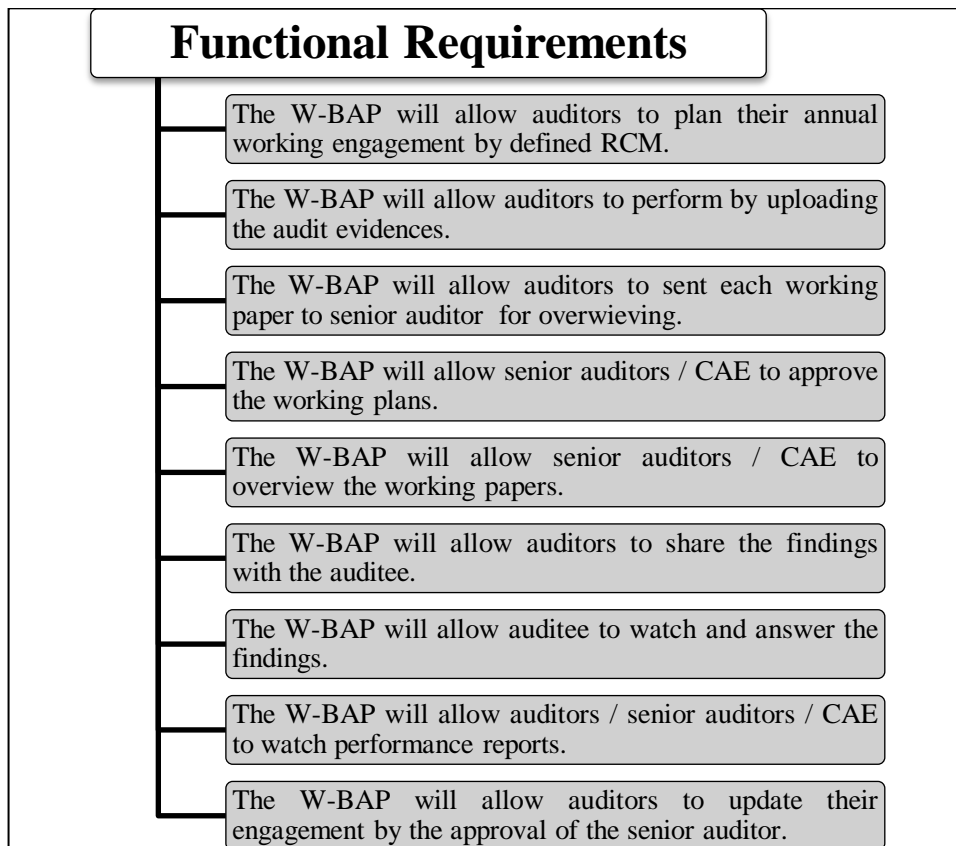 Functional Requirements
The W-BAP will allow auditors to plan their annual
working engagement by defined RCM.
The W-BAP will allow auditors to perform by uploading
the audit evidences.
The W-BAP will allow auditors to sent each working
paper to senior auditor for overwieving.
The W-BAP will allow senior auditors / CAE to approve
the working plans.
The W-BAP will allow senior auditors / CAE to
overview the working papers.
The W-BAP will allow auditors to share the findings
with the auditee.
The W-BAP will allow auditee to watch and answer the
findings.
The W-BAP will allow auditors / senior auditors / CAE
to watch performance reports.
The W-BAP will allow auditors to update their
engagement by the approval of the senior auditor.